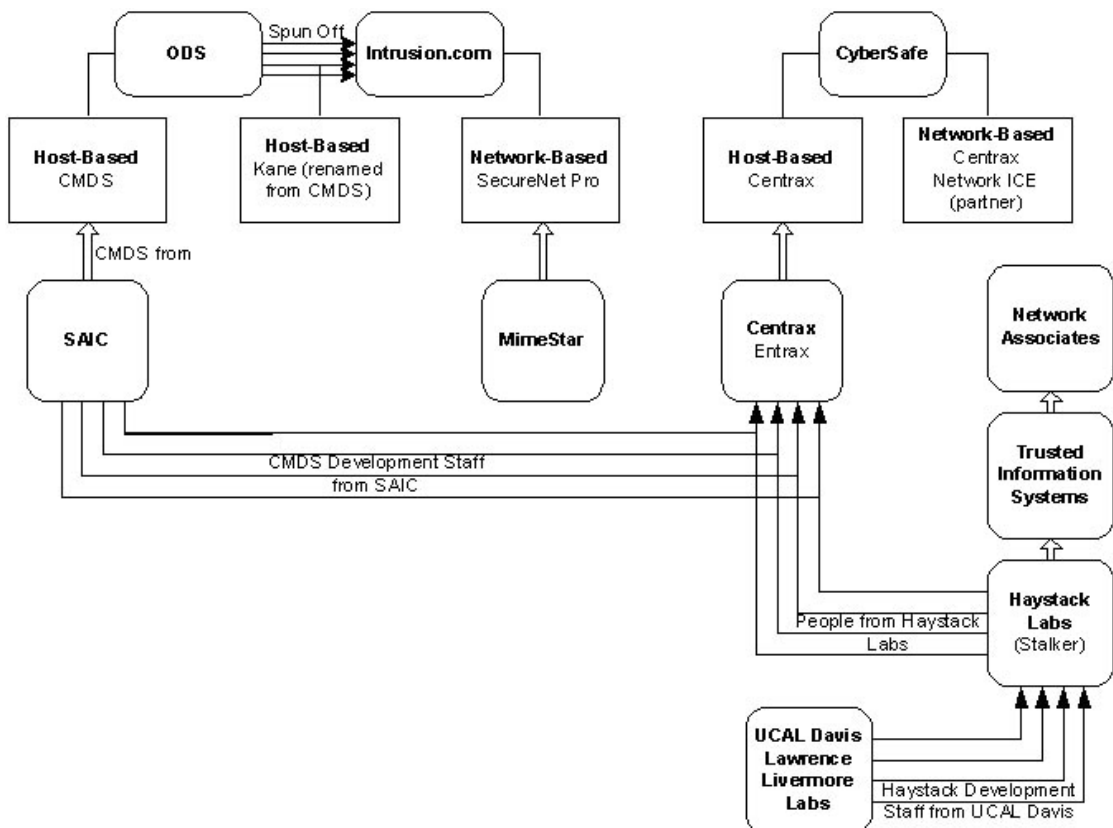 ODS
Spun Off
Intrusion.com
CyberSafe
Host-Based
CMDS
Host-Based
Kane (renamed
from CMDS)
Network-Based
SecureNet Pro
Host-Based
Centrax
Network-Based
Centrax
Network ICE
(partner)
CMDS from
SAIC
MimeStar
Centrax
Entrax
Network
Associates
CMDS Development Staff
from SAIC
Trusted
Information
Systems
People from Haystack
Labs
Haystack
Labs
(Stalker)
UCAL Davis
Lawrence
Livermore
Labs
Haystack Development
Staff from UCAL Davis